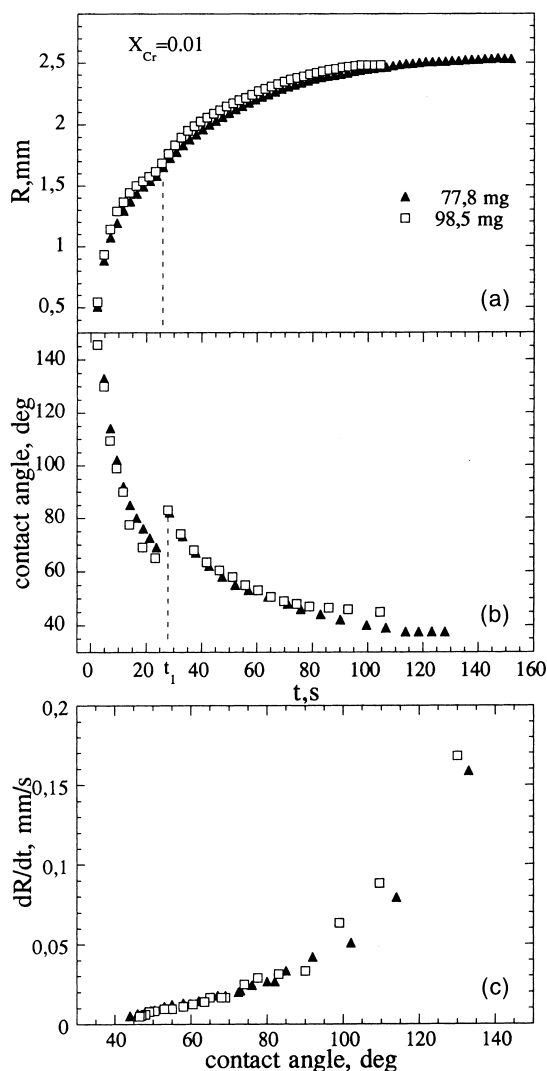 X_Cr=0.01
R,mm
2,5
2
1,5
1
0,5
77,8 mg
98,5 mg
(a)
contact angle, deg
140
120
100
80
60
40
(b)
0 20 t_1 40 60 80 100 120 140 160
t,s
dR/dt, mm/s
0,2
0,15
0,1
0,05
0
(c)
40 60 80 100 120 140
contact angle, deg